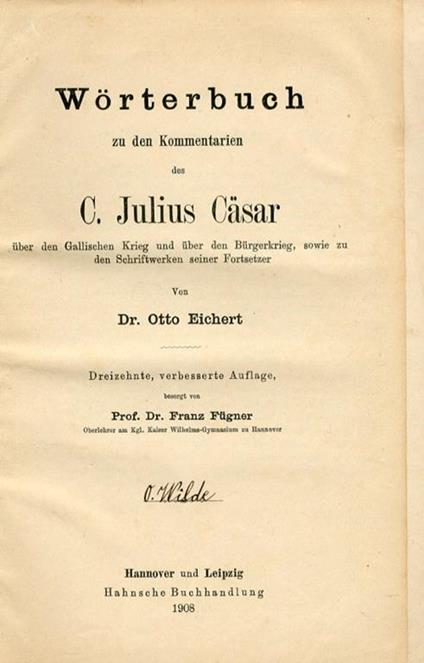 Wörterbuch
zu den Kommentarien
des
C. Julius Cäsar
über den Gallischen Krieg und über den Bürgerkrieg, sowie zu
den Schriftwerken seiner Fortsetzer
Von
Dr. Otto Eichert
Dreizehnte, verbesserte Auflage,
besorgt von
Prof. Dr. Franz Fügner
Oberlehrer am Kgl. Kaiser Wilhelms-Gymnasium zu Hannover
O. Wilde
Hannover und Leipzig
Hahnsche Buchhandlung
1908